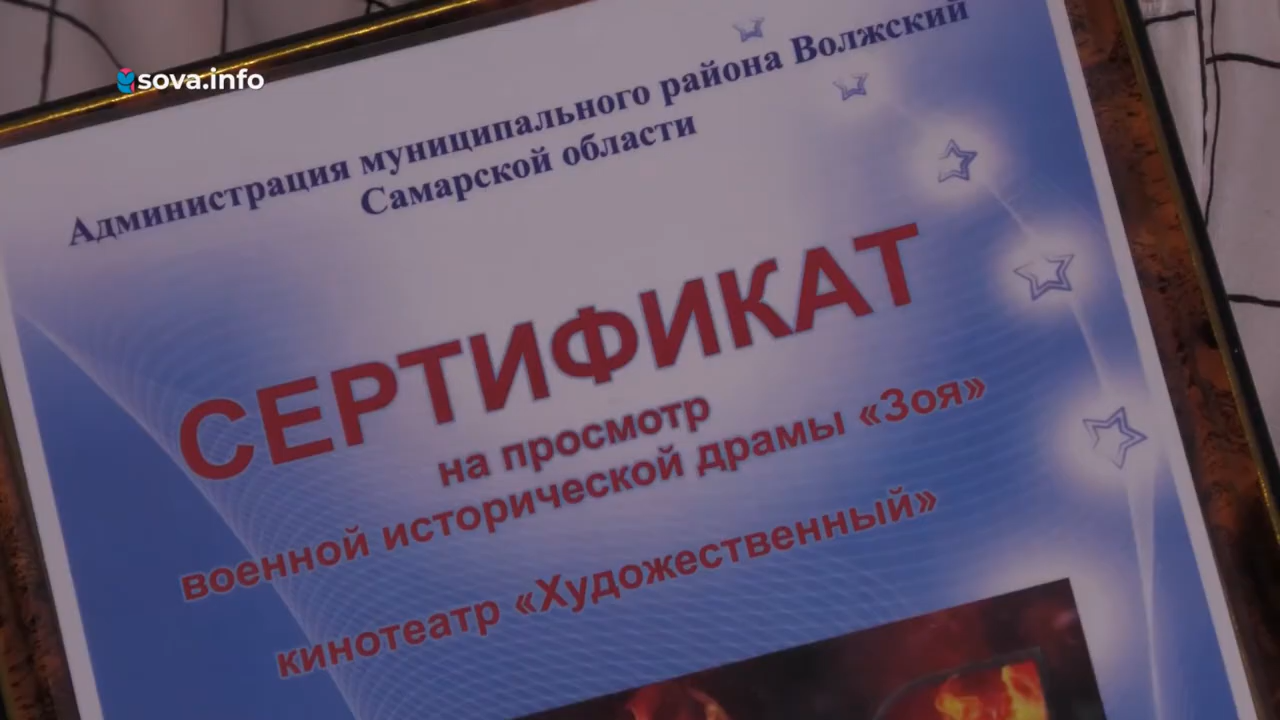 sova.info
Администрация муниципального района Волжский
Самарской области
СЕРТИФИКАТ
на просмотр
военной исторической драмы «Зоя»
кинотеатр «Художественный»